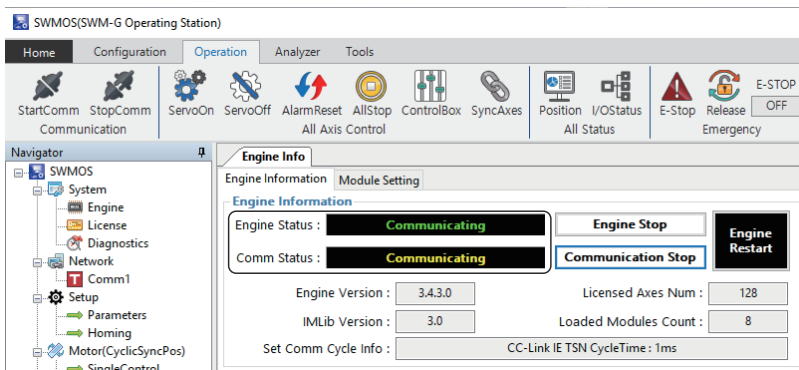 SWMOS(SWM-G Operating Station)
Home Configuration Operation Analyzer Tools
StartComm StopComm ServoOn ServoOff AlarmReset AllStop ControlBox SyncAxes Position I/OStatus E-Stop Release E-STOP OFF
Communication All Axis Control All Status Emergency
Navigator
SWMOS
System
Engine
License
Diagnostics
Network
T Comm1
Setup
Parameters
Homing
Motor(CyclicSyncPos)
SingleControl
Engine Info
Engine Information Module Setting
Engine Information
Engine Status : Communicating Engine Stop
Comm Status : Communicating Communication Stop
Engine Restart
Engine Version : 3.4.3.0 Licensed Axes Num : 128
IMLib Version : 3.0 Loaded Modules Count : 8
Set Comm Cycle Info : CC-Link IE TSN CycleTime : 1ms